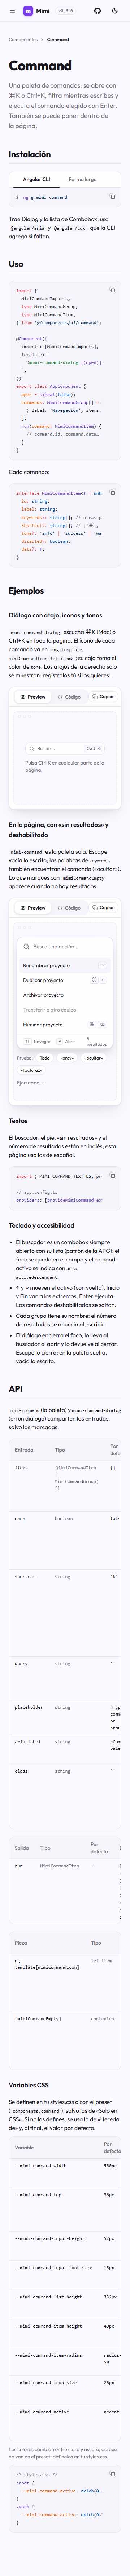 Mimi
v0.6.0
Componentes › Command
Command
Una paleta de comandos: se abre con
⌘K o Ctrl+K, filtra mientras escribes y
ejecuta el comando elegido con Enter.
También se puede poner dentro de la
página.
Instalación
Angular CLI
Forma larga
$ ng g mimi command
Trae Dialog y la lista de Combobox; usa
@angular/aria y @angular/cdk, que la CLI
agrega si faltan.
Uso
import {
MimiCommandImports,
type MimiCommandGroup,
type MimiCommandItem,
} from '@/components/ui/command';
@Component({
imports: [MimiCommandImports],
template: `
<mimi-command-dialog [(open)]=
`,
})
export class AppComponent {
open = signal(false);
commands: MimiCommandGroup[] =
{ label: 'Navegación', items:
];
run(command: MimiCommandItem) {
// command.id, command.data…
}
}
Cada comando:
interface MimiCommandItem<T = unk
id: string;
label: string;
keywords?: string[]; // otras p
shortcut?: string[]; // ['⌘',
tone?: 'info' | 'success' | 'wa
disabled?: boolean;
data?: T;
}
Ejemplos
Diálogo con atajo, íconos y tonos
mimi-command-dialog escucha ⌘K (Mac) o
Ctrl+K en toda la página. El ícono de cada
comando va en <ng-template
mimiCommandIcon let-item>; su caja toma el
color de tone. Los atajos de la derecha solo se
muestran: regístralos tú si los quieres.
Preview
Código
Copiar
Buscar…
Ctrl K
Pulsa Ctrl K en cualquier parte de la
página.
En la página, con «sin resultados» y
deshabilitado
mimi-command es la paleta sola. Escape
vacía lo escrito; las palabras de keywords
también encuentran el comando («ocultar»).
Lo que marques con mimiCommandEmpty
aparece cuando no hay resultados.
Preview
Código
Copiar
Busca una acción…
Renombrar proyecto
Duplicar proyecto
Archivar proyecto
Transferir a otro equipo
Eliminar proyecto
Navegar
Abrir
5
resultados
Prueba:
Todo
«proy»
«ocultar»
«facturas»
Ejecutado: —
Textos
El buscador, el pie, «sin resultados» y el
número de resultados están en inglés; esta
página usa los de español.
import { MIMI_COMMAND_TEXT_ES, pr
// app.config.ts
providers: [provideMimiCommandTex
Teclado y accesibilidad
El buscador es un combobox siempre
abierto con su lista (patrón de la APG): el
foco se queda en el campo y el comando
activo se indica con aria-
activedescendant.
↑ y ↓ mueven el activo (con vuelta), Inicio
y Fin van a los extremos, Enter ejecuta.
Los comandos deshabilitados se saltan.
Cada grupo tiene su nombre; el número
de resultados se anuncia al escribir.
El diálogo encierra el foco, lo lleva al
buscador al abrir y lo devuelve al cerrar.
Escape lo cierra; en la paleta suelta,
vacía lo escrito.
API
mimi-command (la paleta) y mimi-command-dialog
(en un diálogo) comparten las entradas,
salvo las marcadas.
Entrada
Tipo
Por
items
(MimiCommandItem
|
MimiCommandGroup)
[]
[]
open
boolean
shortcut
string
'k'
query
string
''
placeholder
string
aria-label
string
class
string
''
Salida
Tipo
Por
defecto
run
MimiCommandItem
—
Pieza
Tipo
ng-
template[mimiCommandIcon]
let-item
[mimiCommandEmpty]
contenido
Variables CSS
Se definen en tu styles.css o con el preset
(components.command), salvo las de «Solo en
CSS». Si no las defines, se usa la de «Hereda
de» y, al final, el valor por defecto.
Variable
Por
defecto
--mimi-command-width
560px
--mimi-command-top
--mimi-command-input-height
52px
--mimi-command-input-font-size
15px
--mimi-command-list-height
--mimi-command-item-height
40px
--mimi-command-item-radius
--mimi-command-icon-size
26px
--mimi-command-active
accent
Los colores cambian entre claro y oscuro, así que
no van en el preset: defínelos en tu styles.css.
/* styles.css */
:root {
--mimi-command-active: oklch(0.
}
.dark {
--mimi-command-active: oklch(0.
}